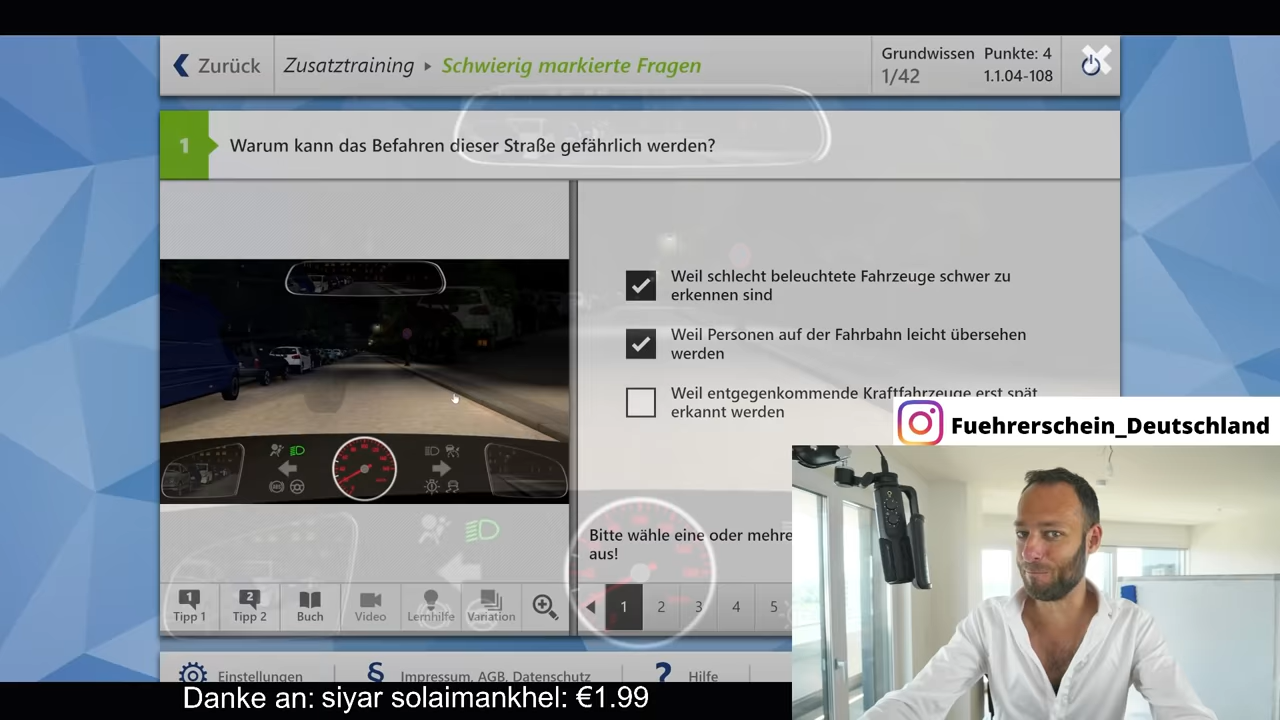 Zurück
Zusatztraining ▸ Schwierig markierte Fragen
Grundwissen Punkte: 4
1/42 1.1.04-108
1
Warum kann das Befahren dieser Straße gefährlich werden?
Weil schlecht beleuchtete Fahrzeuge schwer zu
erkennen sind
Weil Personen auf der Fahrbahn leicht übersehen
werden
Weil entgegenkommende Kraftfahrzeuge erst spät
erkannt werden
Fuehrerschein_Deutschland
Bitte wähle eine oder mehre
aus!
1 2
Tipp 1 Tipp 2 Buch Video Lernhilfe Variation
1 2 3 4 5
Einstellungen
§ Impressum, AGB, Datenschutz
? Hilfe
Danke an: siyar solaimankhel: €1.99